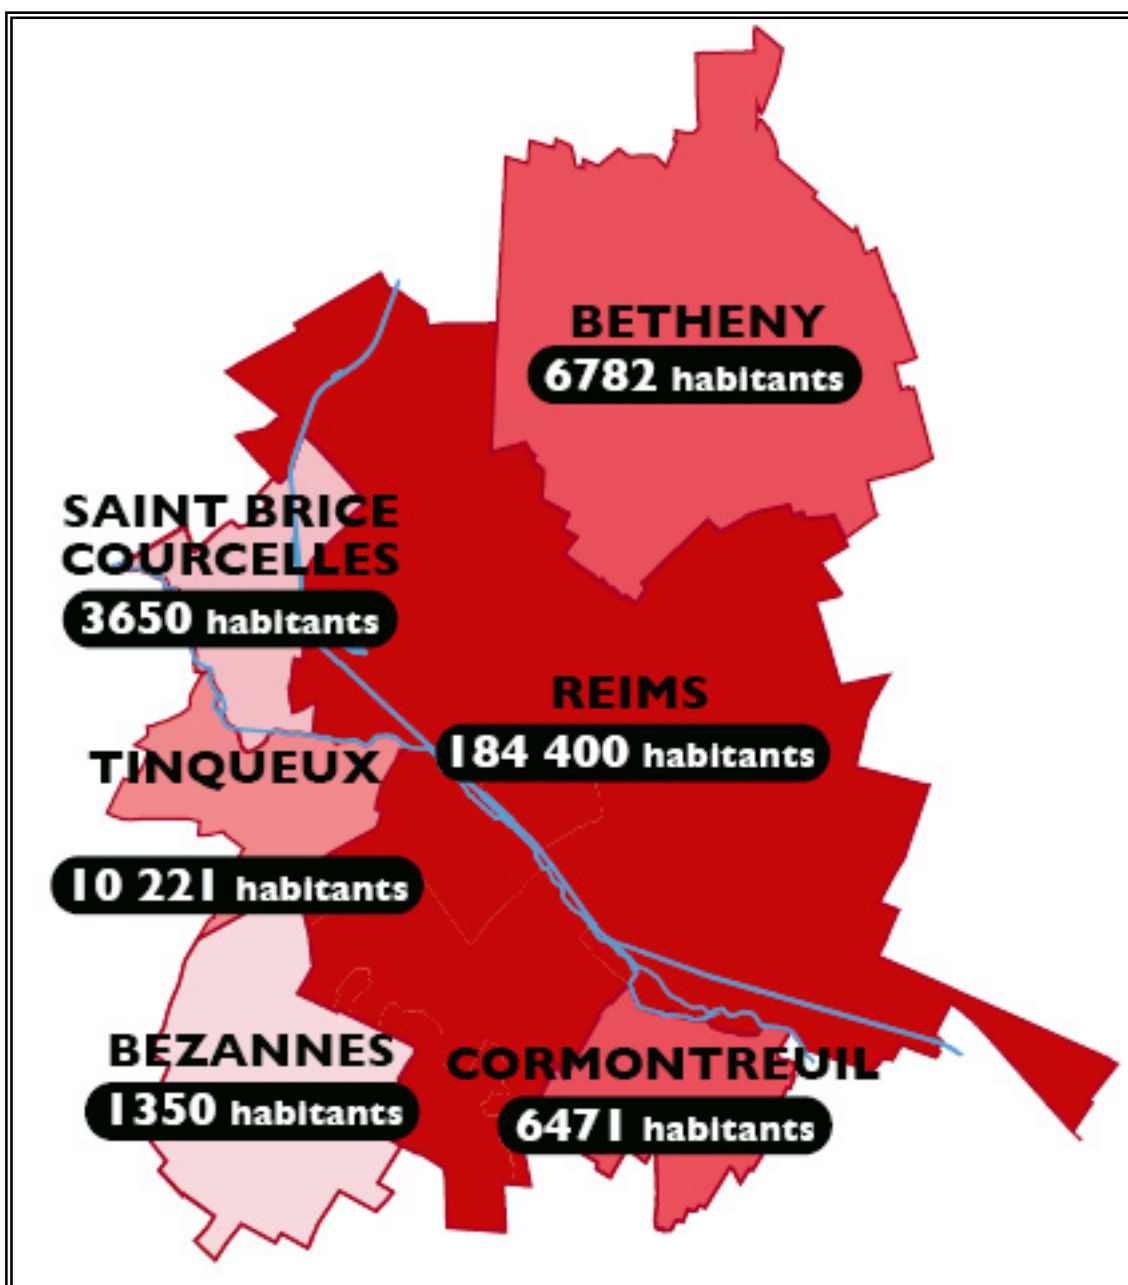 BETHENY
6782 habitants
SAINT BRICE
COURCELLES
3650 habitants
REIMS
184 400 habitants
TINQUEUX
10 221 habitants
BEZANNES
1350 habitants
CORMONTREUIL
6471 habitants